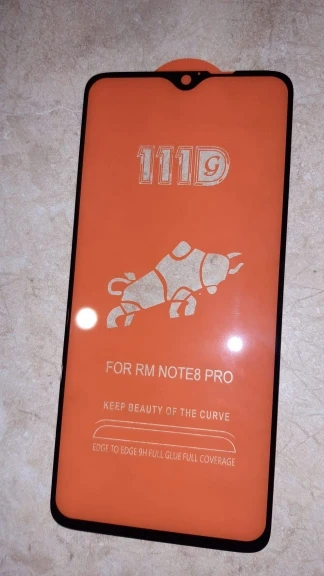 111D
G
FOR RM NOTE8 PRO
KEEP BEAUTY OF THE CURVE
EDGE TO EDGE 9H FULL GLUE FULL COVERAGE